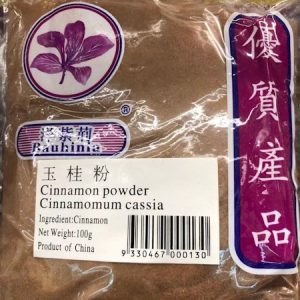 洋紫荊
®
Bauhinia
玉桂粉
Cinnamon powder
Cinnamomum cassia
Ingredient:Cinnamon
Net Weight:100g
Product of China
9 330467 000130
優質產品